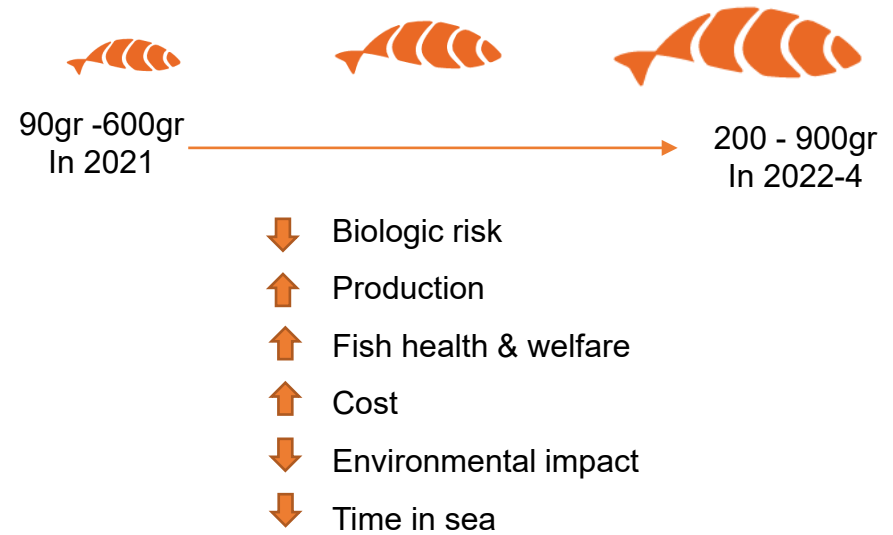 90gr -600gr
In 2021
200 - 900gr
In 2022-4
Biologic risk
Production
Fish health & welfare
Cost
Environmental impact
Time in sea